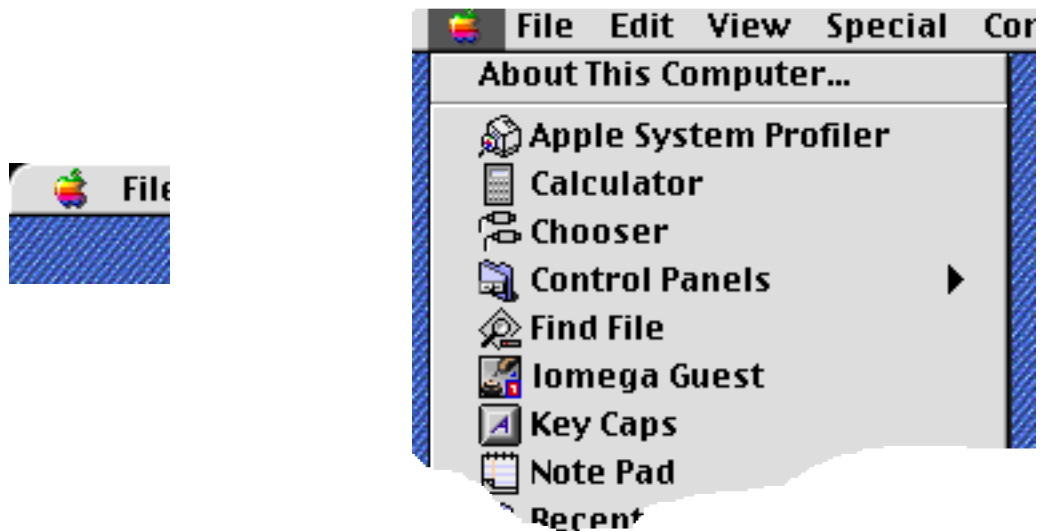 File
File Edit View Special
About This Computer...
Apple System Profiler
Calculator
Chooser
Control Panels
Find File
Iomega Guest
Key Caps
Note Pad
Recent